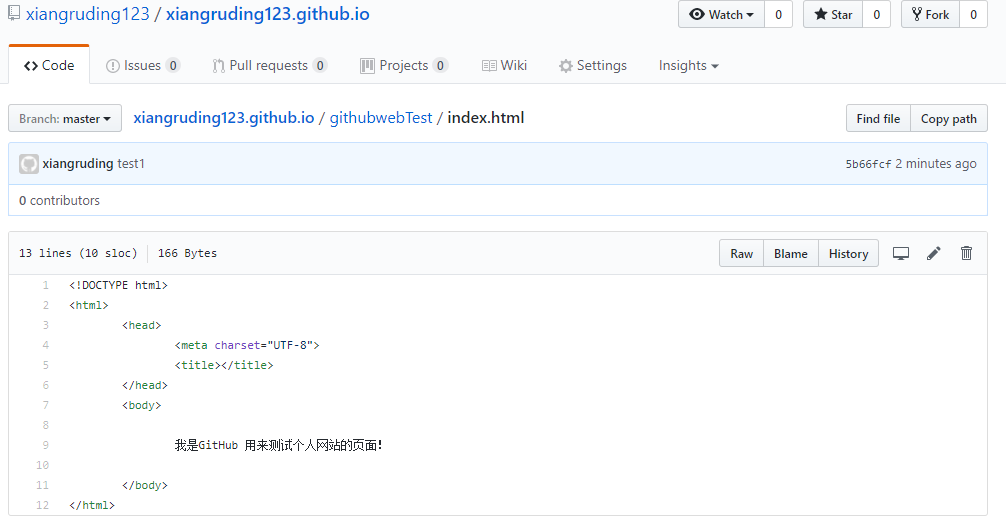 xiangruding123 / xiangruding123.github.io Watch 0 Star 0 Fork 0
Code Issues 0 Pull requests 0 Projects 0 Wiki Settings Insights
Branch: master xiangruding123.github.io / githubwebTest / index.html Find file Copy path
xiangruding test1 5b66fcf 2 minutes ago
0 contributors
13 lines (10 sloc) 166 Bytes Raw Blame History
1 <!DOCTYPE html>
2 <html>
3 <head>
4 <meta charset="UTF-8">
5 <title></title>
6 </head>
7 <body>
8
9 我是GitHub 用来测试个人网站的页面!
10
11 </body>
12 </html>